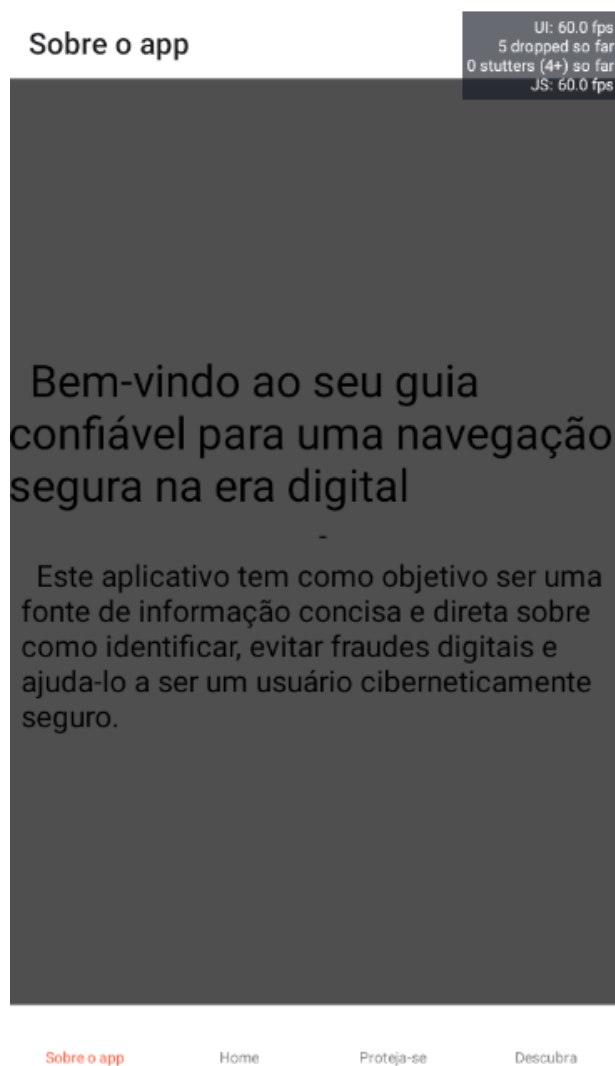 Sobre o app
UI: 60.0 fps
5 dropped so far
0 stutters (4+) so far
JS: 60.0 fps
Bem-vindo ao seu guia
confiável para uma navegação
segura na era digital
-
Este aplicativo tem como objetivo ser uma
fonte de informação concisa e direta sobre
como identificar, evitar fraudes digitais e
ajuda-lo a ser um usuário ciberneticamente
seguro.
Sobre o app
Home
Proteja-se
Descubra